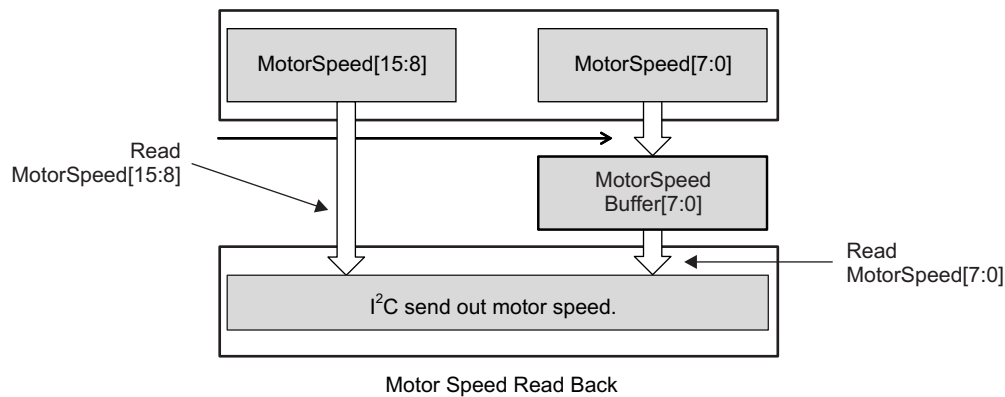 MotorSpeed[15:8]
MotorSpeed[7:0]
Read
MotorSpeed[15:8]
MotorSpeed
Buffer[7:0]
Read
MotorSpeed[7:0]
I²C send out motor speed.
Motor Speed Read Back